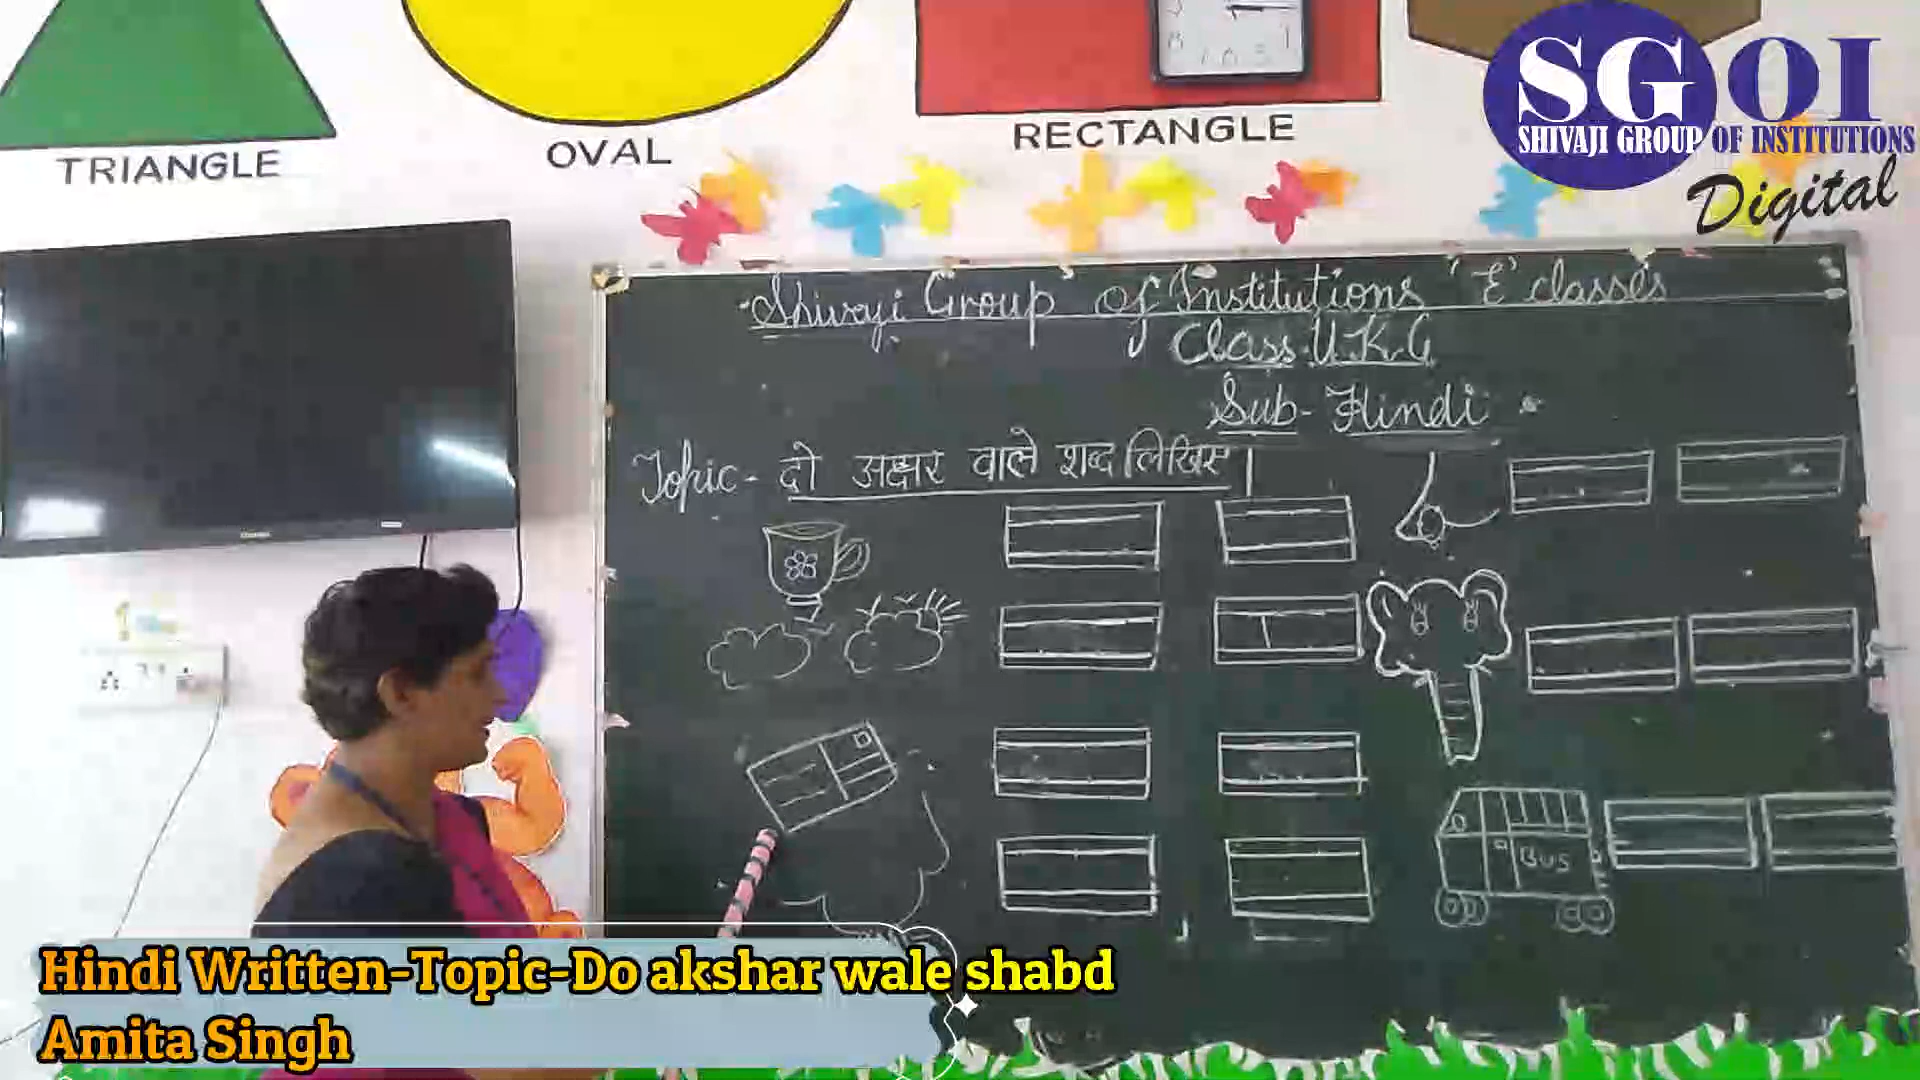 TRIANGLE
OVAL
RECTANGLE
SGOI
SHIVAJI GROUP OF INSTITUTIONS
Digital
Shivaji Group of Institutions 'E' classes
Class-U.K.G
Sub- Hindi
Topic- दो अक्षर वाले शब्द लिखिए।
BUS
Hindi Written-Topic-Do akshar wale shabd
Amita Singh